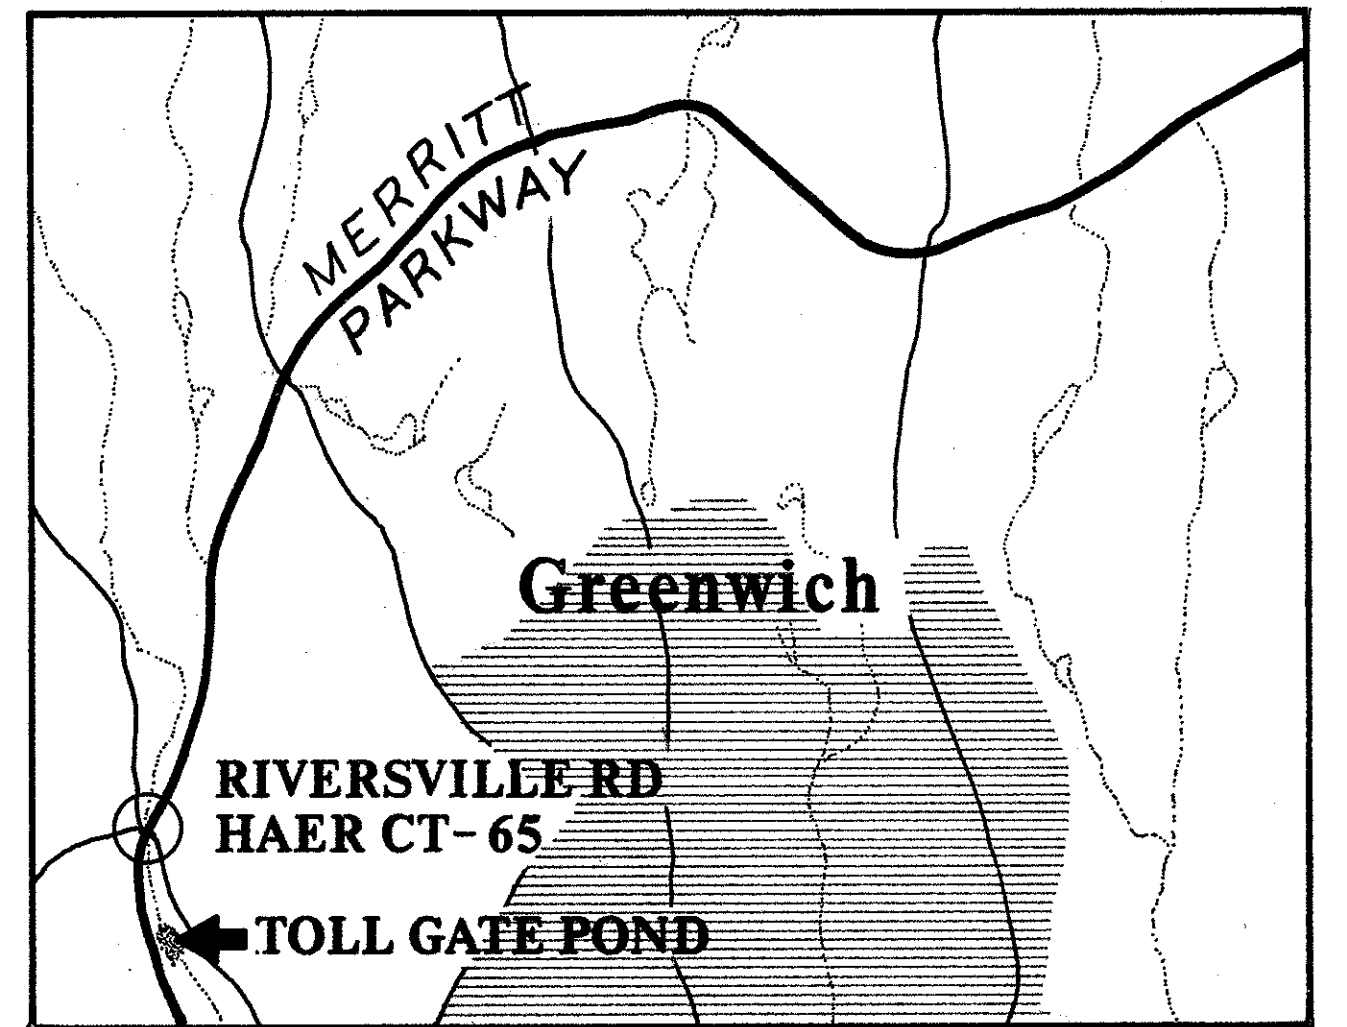 MERRITT
PARKWAY
Greenwich
RIVERSVILLE RD
HAER CT-65
TOLL GATE POND